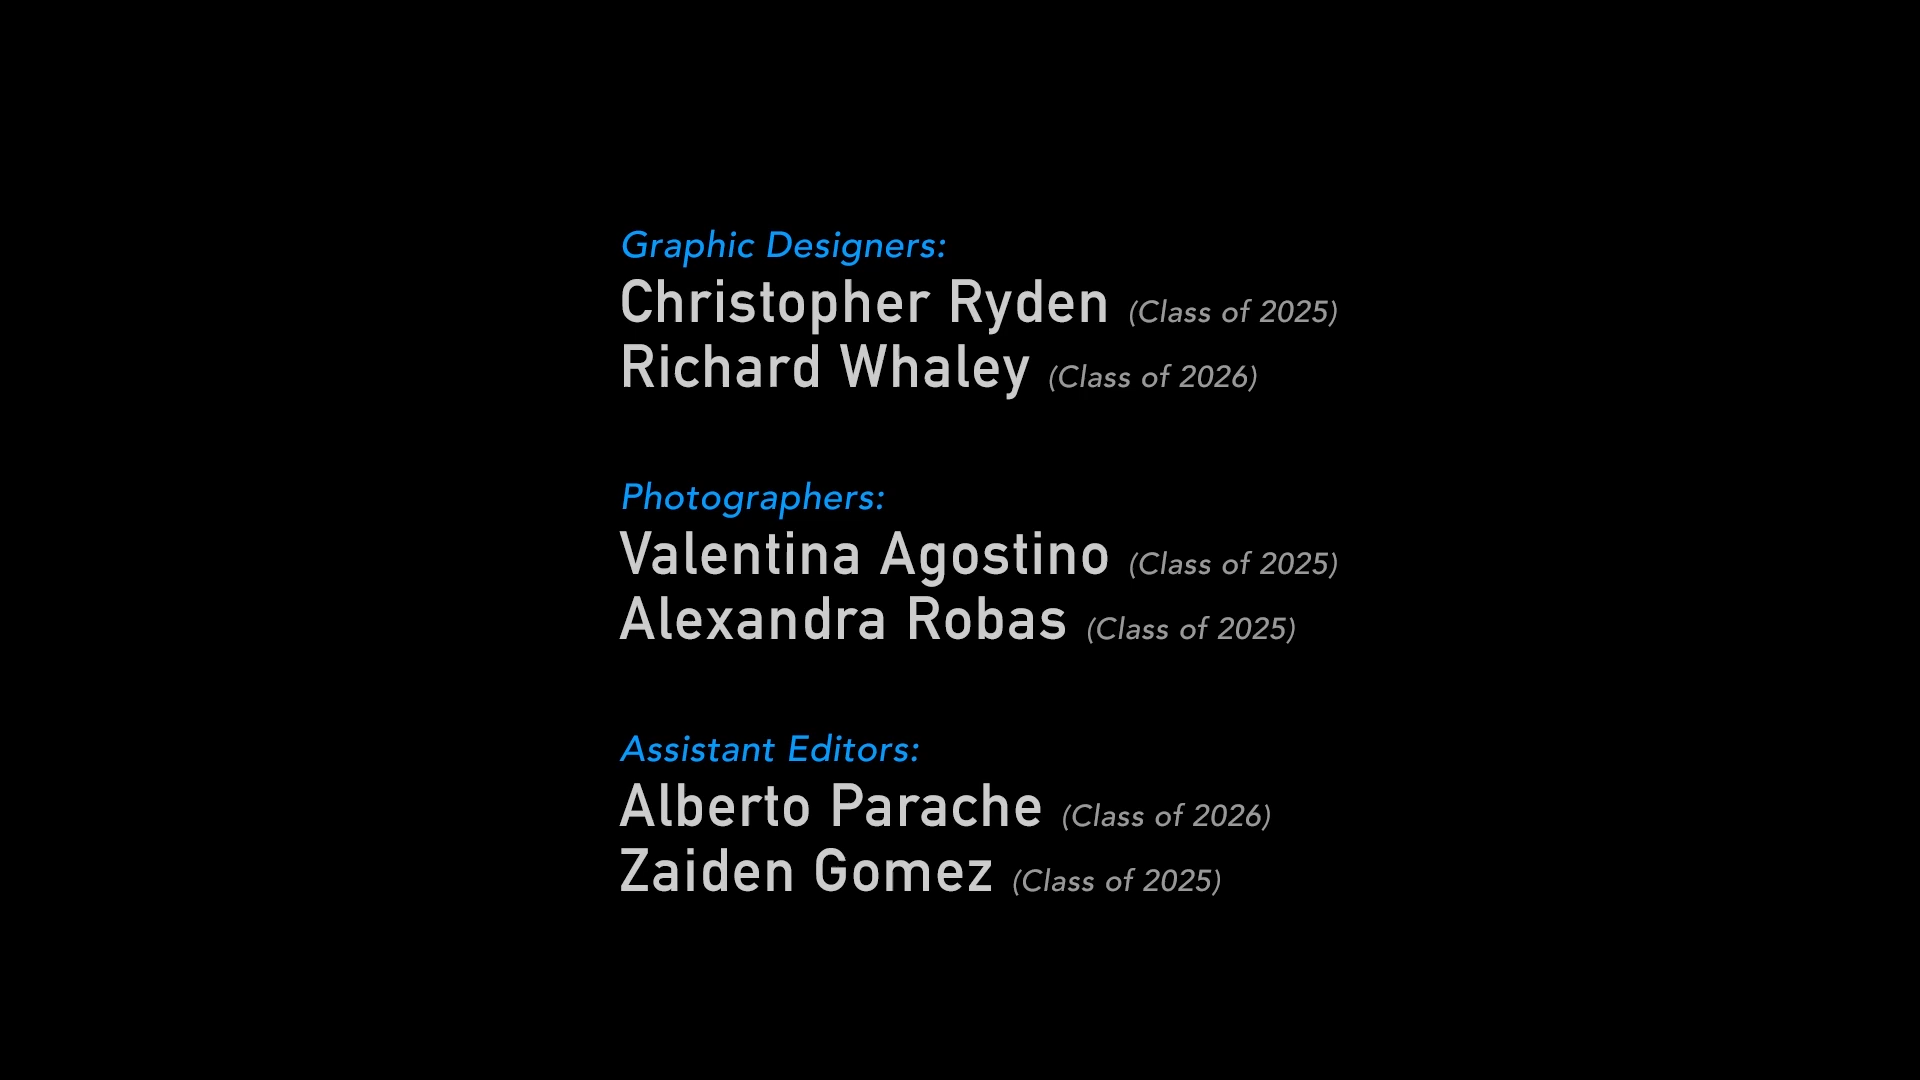 Graphic Designers:
Christopher Ryden (Class of 2025)
Richard Whaley (Class of 2026)
Photographers:
Valentina Agostino (Class of 2025)
Alexandra Robas (Class of 2025)
Assistant Editors:
Alberto Parache (Class of 2026)
Zaiden Gomez (Class of 2025)